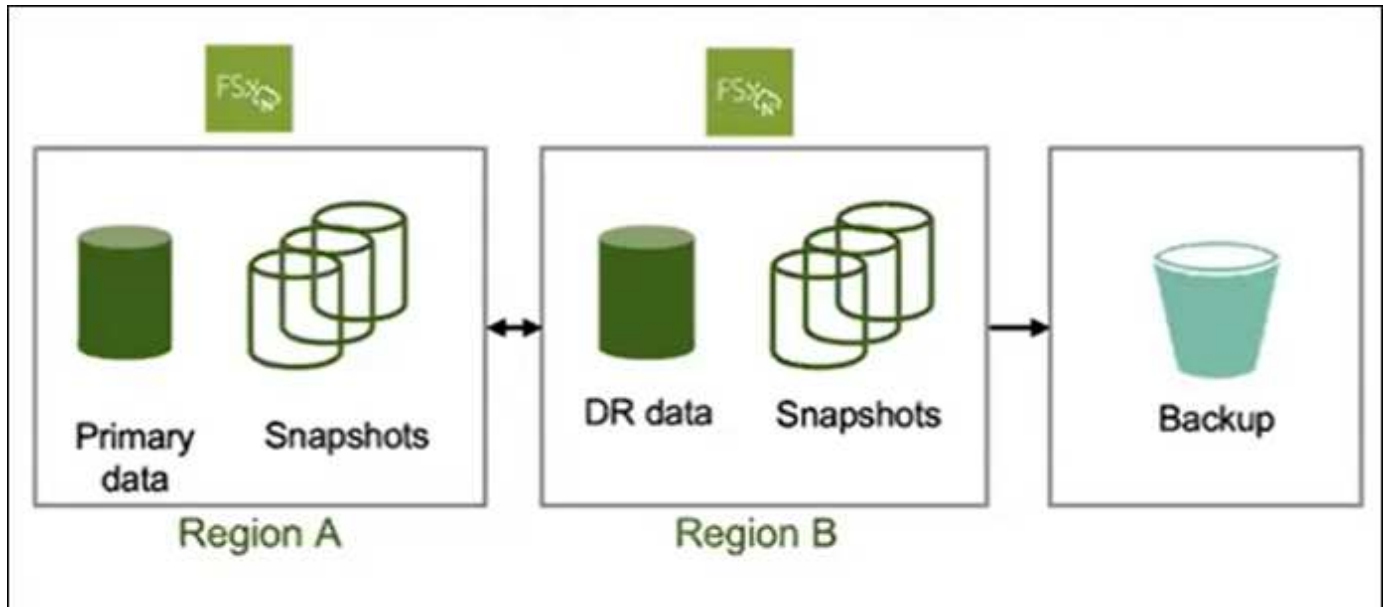 FSx N
FSx N
Primary
data
Snapshots
DR data
Snapshots
Backup
Region A
Region B